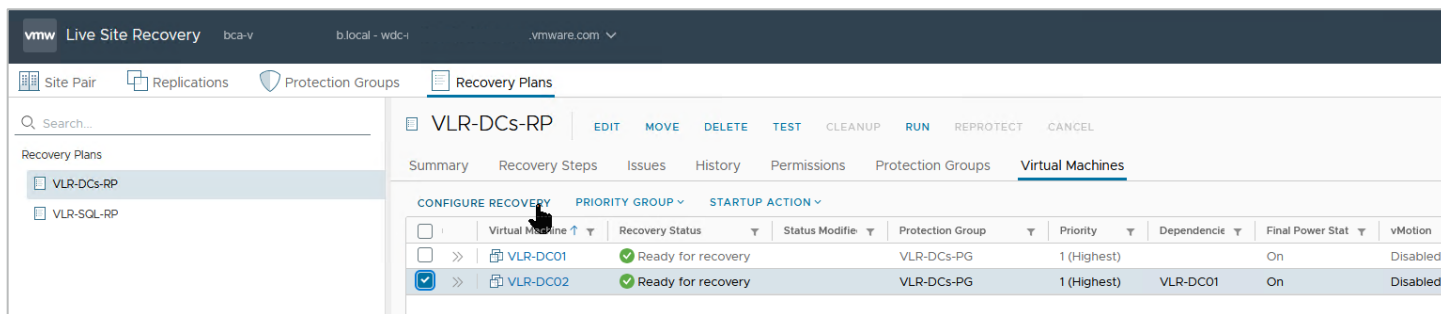 vmw Live Site Recovery bca-v b.local - wdc-r .vmware.com
Site Pair Replications Protection Groups Recovery Plans
Search...
Recovery Plans
VLR-DCs-RP
VLR-SQL-RP
VLR-DCs-RP EDIT MOVE DELETE TEST CLEANUP RUN REPROTECT CANCEL
Summary Recovery Steps Issues History Permissions Protection Groups Virtual Machines
CONFIGURE RECOVERY PRIORITY GROUP STARTUP ACTION
Virtual Machine Recovery Status Status Modifie Protection Group Priority Dependencie Final Power Stat vMotion
VLR-DC01 Ready for recovery VLR-DCs-PG 1 (Highest) On Disabled
VLR-DC02 Ready for recovery VLR-DCs-PG 1 (Highest) VLR-DC01 On Disabled